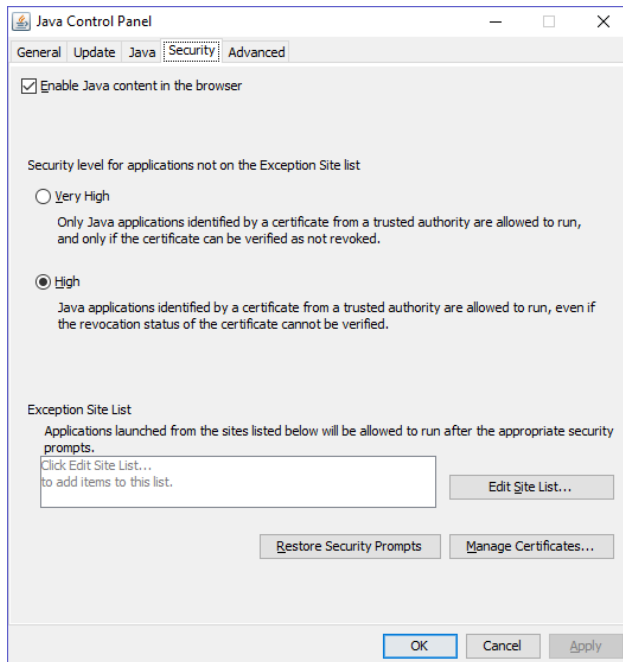 Java Control Panel
General Update Java Security Advanced
Enable Java content in the browser
Security level for applications not on the Exception Site list
Very High
Only Java applications identified by a certificate from a trusted authority are allowed to run,
and only if the certificate can be verified as not revoked.
High
Java applications identified by a certificate from a trusted authority are allowed to run, even if
the revocation status of the certificate cannot be verified.
Exception Site List
Applications launched from the sites listed below will be allowed to run after the appropriate security
prompts.
Click Edit Site List...
to add items to this list.
Edit Site List...
Restore Security Prompts Manage Certificates...
OK Cancel Apply